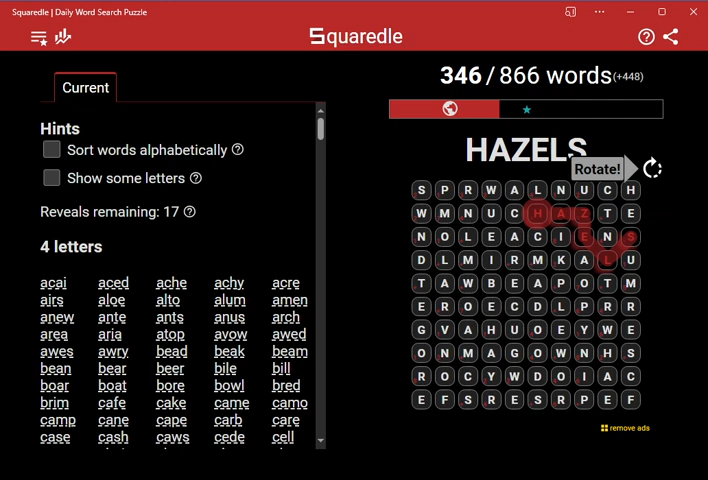 Squaredle | Daily Word Search Puzzle
Squaredle
346 / 866 words (+448)
Current
Hints
Sort words alphabetically
Show some letters
Reveals remaining: 17
4 letters
açai aced ache achy acre
airs aloe alto alum amen
anew ante ants anus arch
area aria atop avow awed
awes awry bead beak beam
bean bear beer bile bill
boar boat bore bowl bred
brim cafe cake came camo
camp cane cape carb care
case cash caws cede cell
HAZELS
Rotate!
S P R W A L N U C H
W M N U C H A Z T E
N O L E A C I E N S
D L M I R M K A L U
T A W B E A P O T M
E R O E C D L P R R
G V A H U O E Y W E
O N M A G O W N H S
R O C Y W D O I A C
E F S R E S R P E F
remove ads